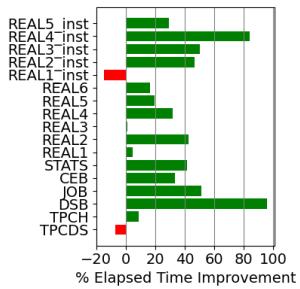 REAL5_inst
REAL4_inst
REAL3_inst
REAL2_inst
REAL1_inst
REAL6
REAL5
REAL4
REAL3
REAL2
REAL1
STATS
CEB
JOB
DSB
TPCH
TPCDS
−20 0 20 40 60 80 100
% Elapsed Time Improvement